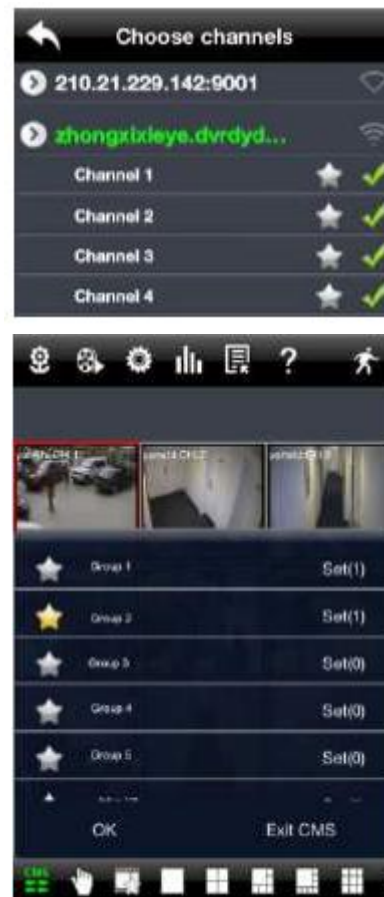 Choose channels
210.21.229.142:9001
zhongxixieye.dvrdyd...
Channel 1
Channel 2
Channel 3
Channel 4
?
Group 1 Set(1)
Group 2 Set(1)
Group 3 Set(0)
Group 4 Set(0)
Group 5 Set(0)
OK Exit CMS
CMS